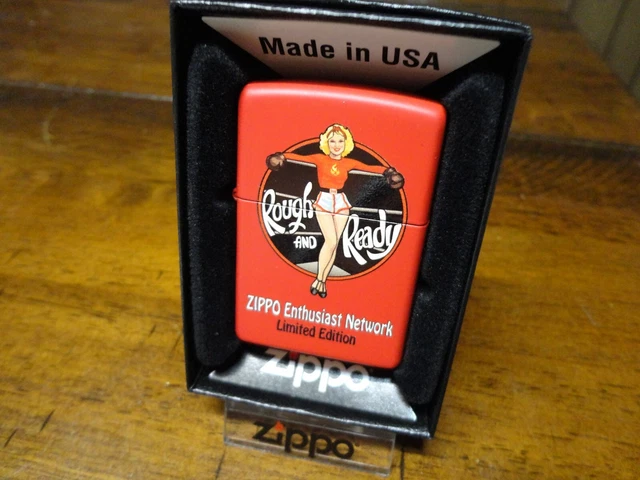 Made in USA
Rough
AND
Ready
ZIPPO Enthusiast Network
Limited Edition
Zippo
Zippo